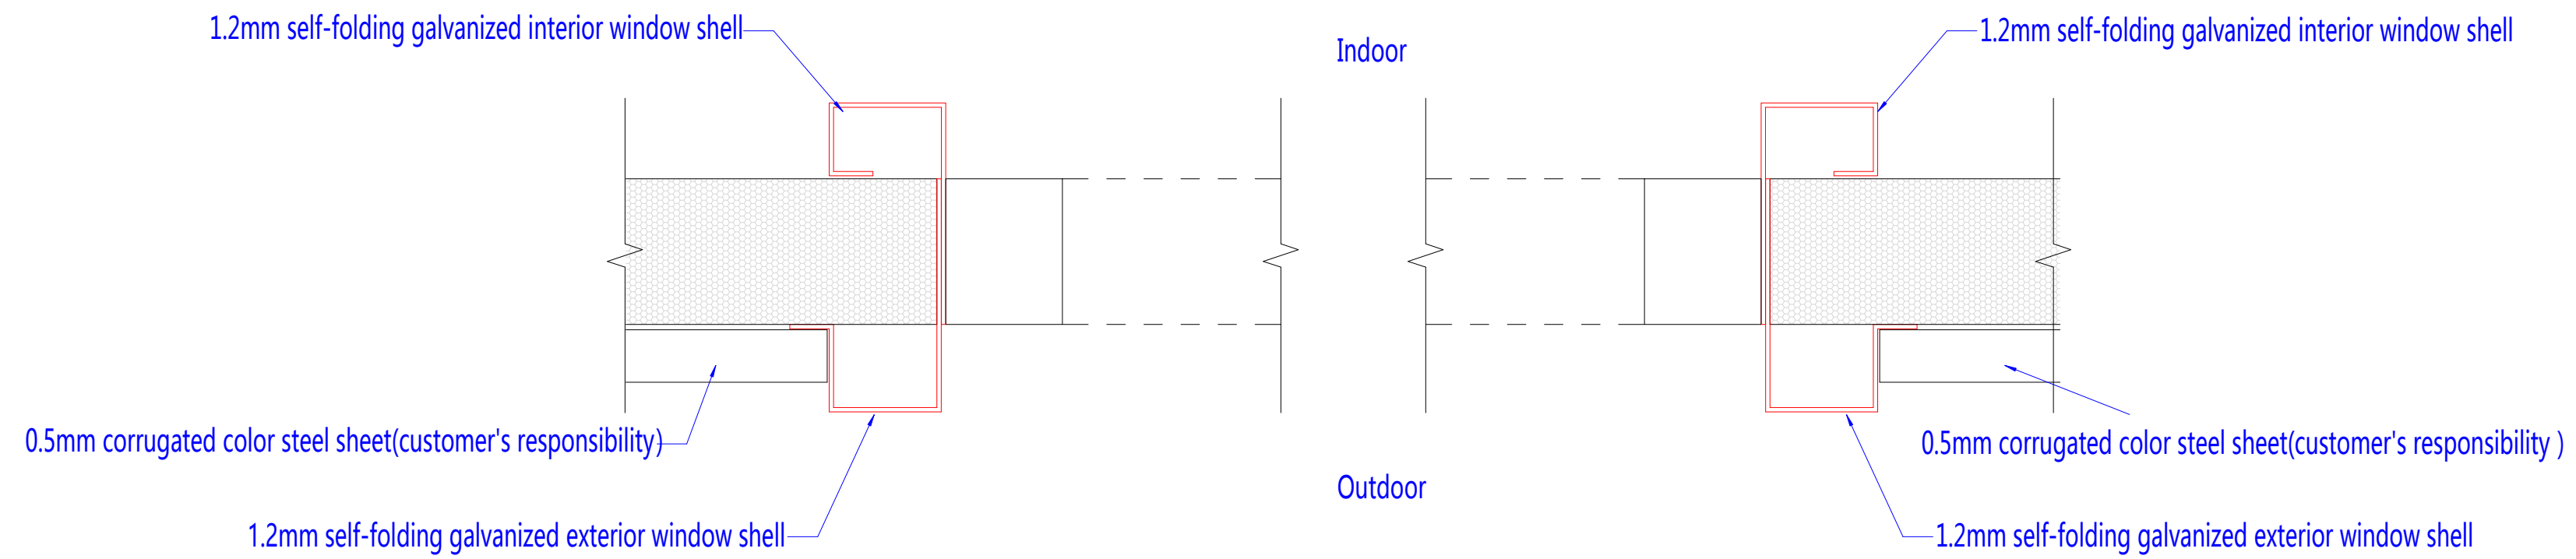 1.2mm self-folding galvanized interior window shell
Indoor
1.2mm self-folding galvanized interior window shell
0.5mm corrugated color steel sheet(customer's responsibility)
0.5mm corrugated color steel sheet(customer's responsibility )
Outdoor
1.2mm self-folding galvanized exterior window shell
1.2mm self-folding galvanized exterior window shell